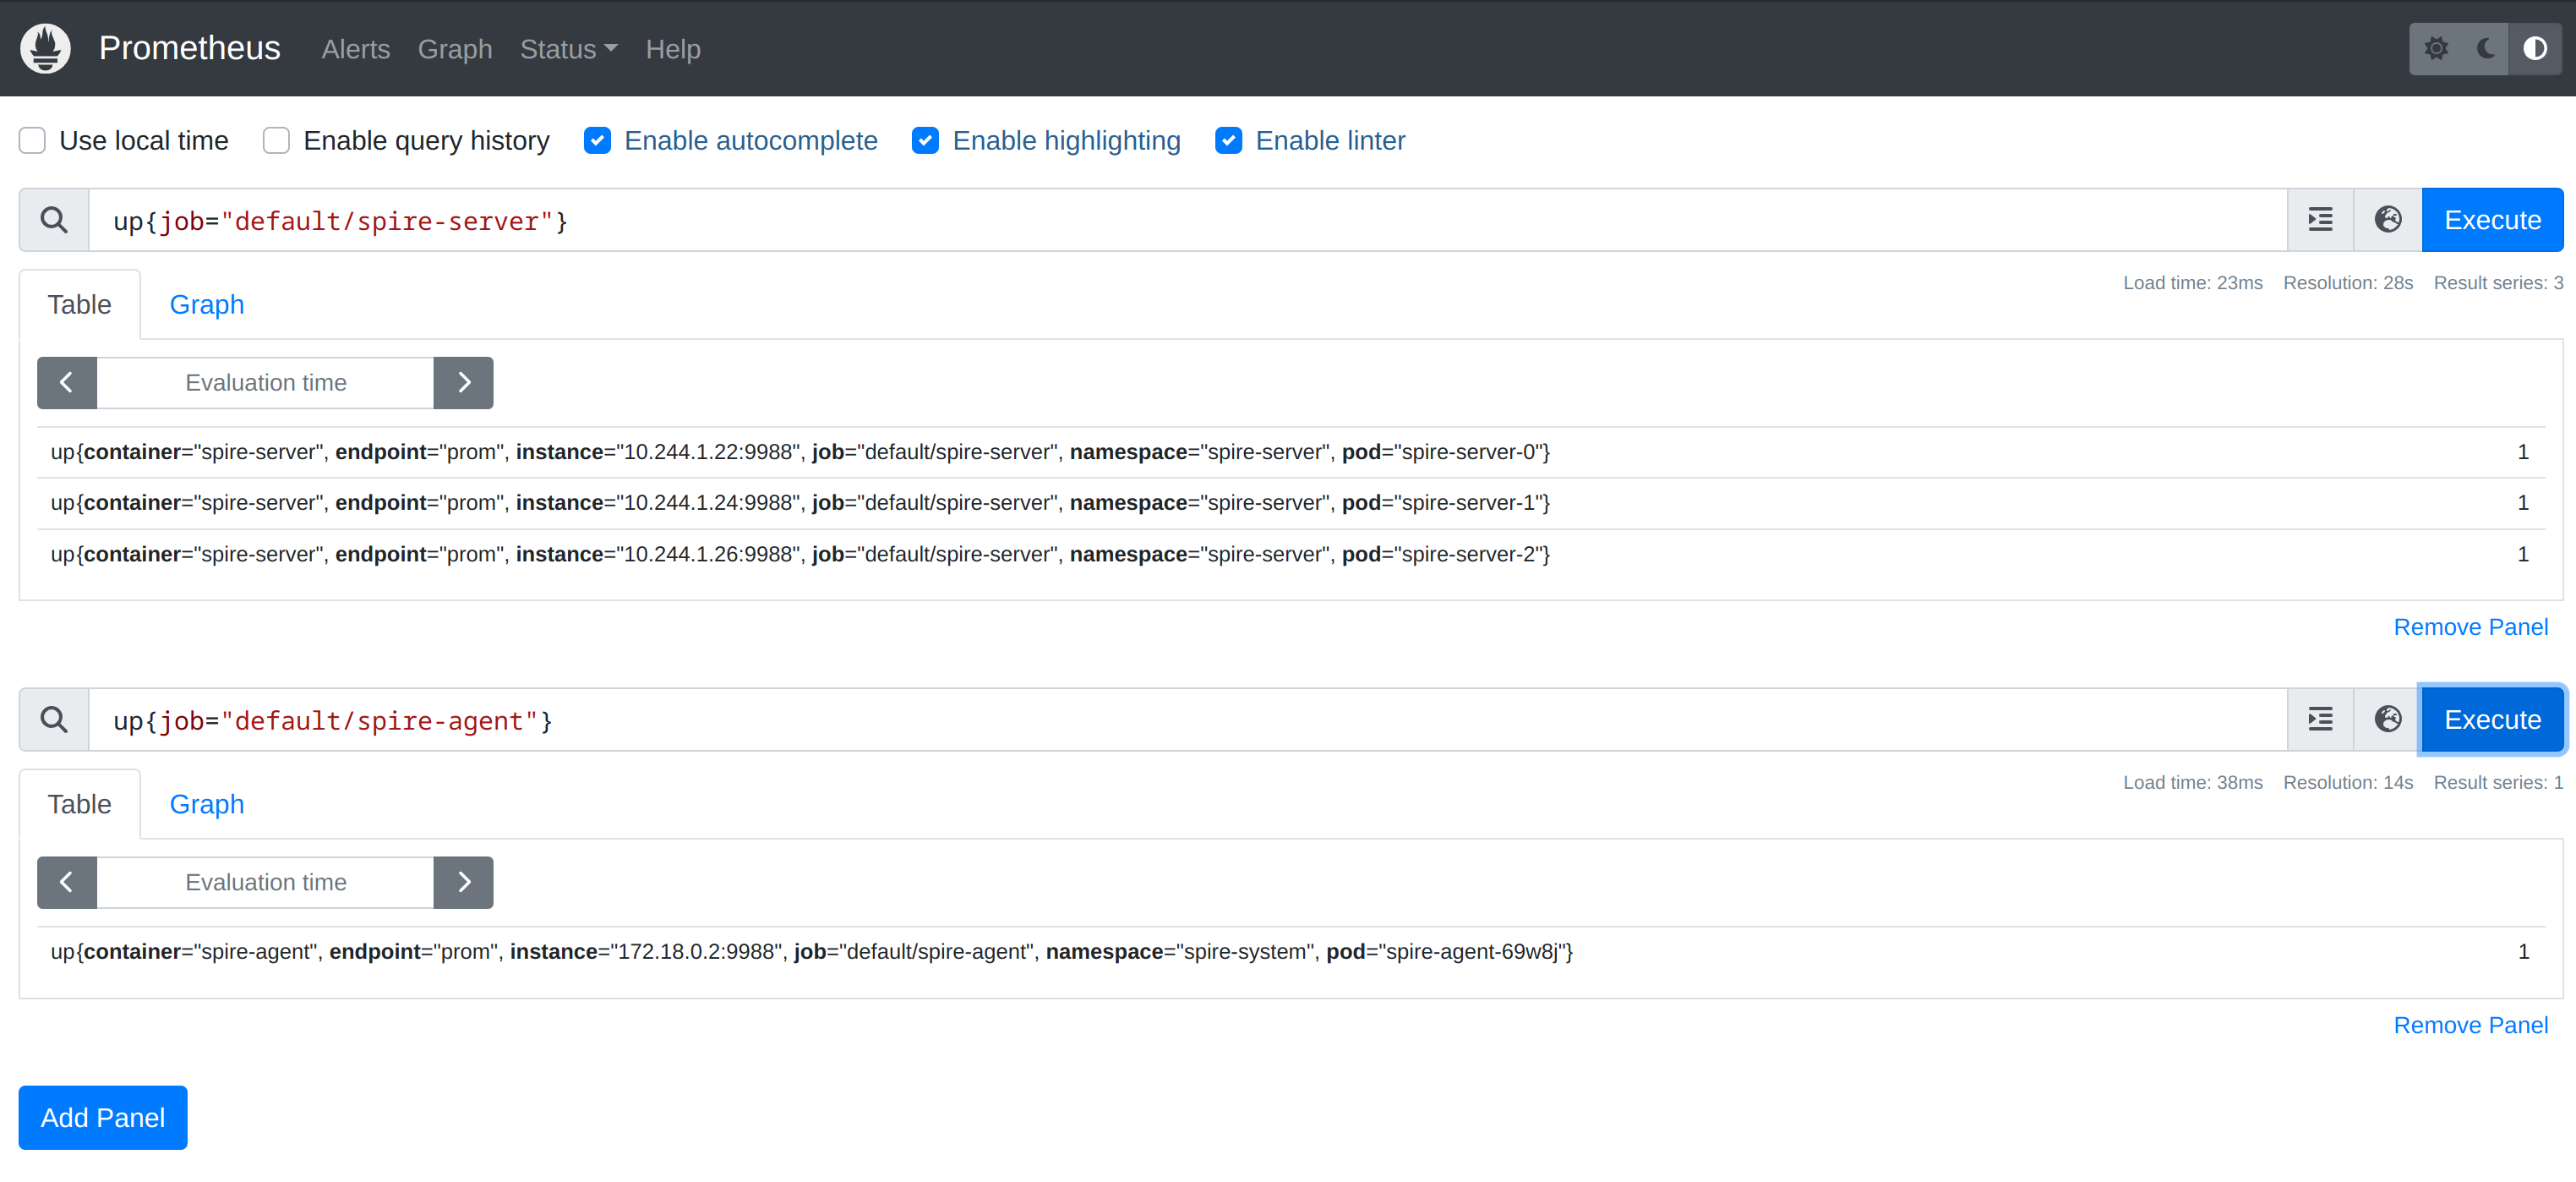 Prometheus Alerts Graph Status Help
Use local time Enable query history Enable autocomplete Enable highlighting Enable linter
up{job="default/spire-server"} Execute
Table Graph Load time: 23ms Resolution: 28s Result series: 3
Evaluation time
up{container="spire-server", endpoint="prom", instance="10.244.1.22:9988", job="default/spire-server", namespace="spire-server", pod="spire-server-0"} 1
up{container="spire-server", endpoint="prom", instance="10.244.1.24:9988", job="default/spire-server", namespace="spire-server", pod="spire-server-1"} 1
up{container="spire-server", endpoint="prom", instance="10.244.1.26:9988", job="default/spire-server", namespace="spire-server", pod="spire-server-2"} 1
Remove Panel
up{job="default/spire-agent"} Execute
Table Graph Load time: 38ms Resolution: 14s Result series: 1
Evaluation time
up{container="spire-agent", endpoint="prom", instance="172.18.0.2:9988", job="default/spire-agent", namespace="spire-system", pod="spire-agent-69w8j"} 1
Remove Panel
Add Panel